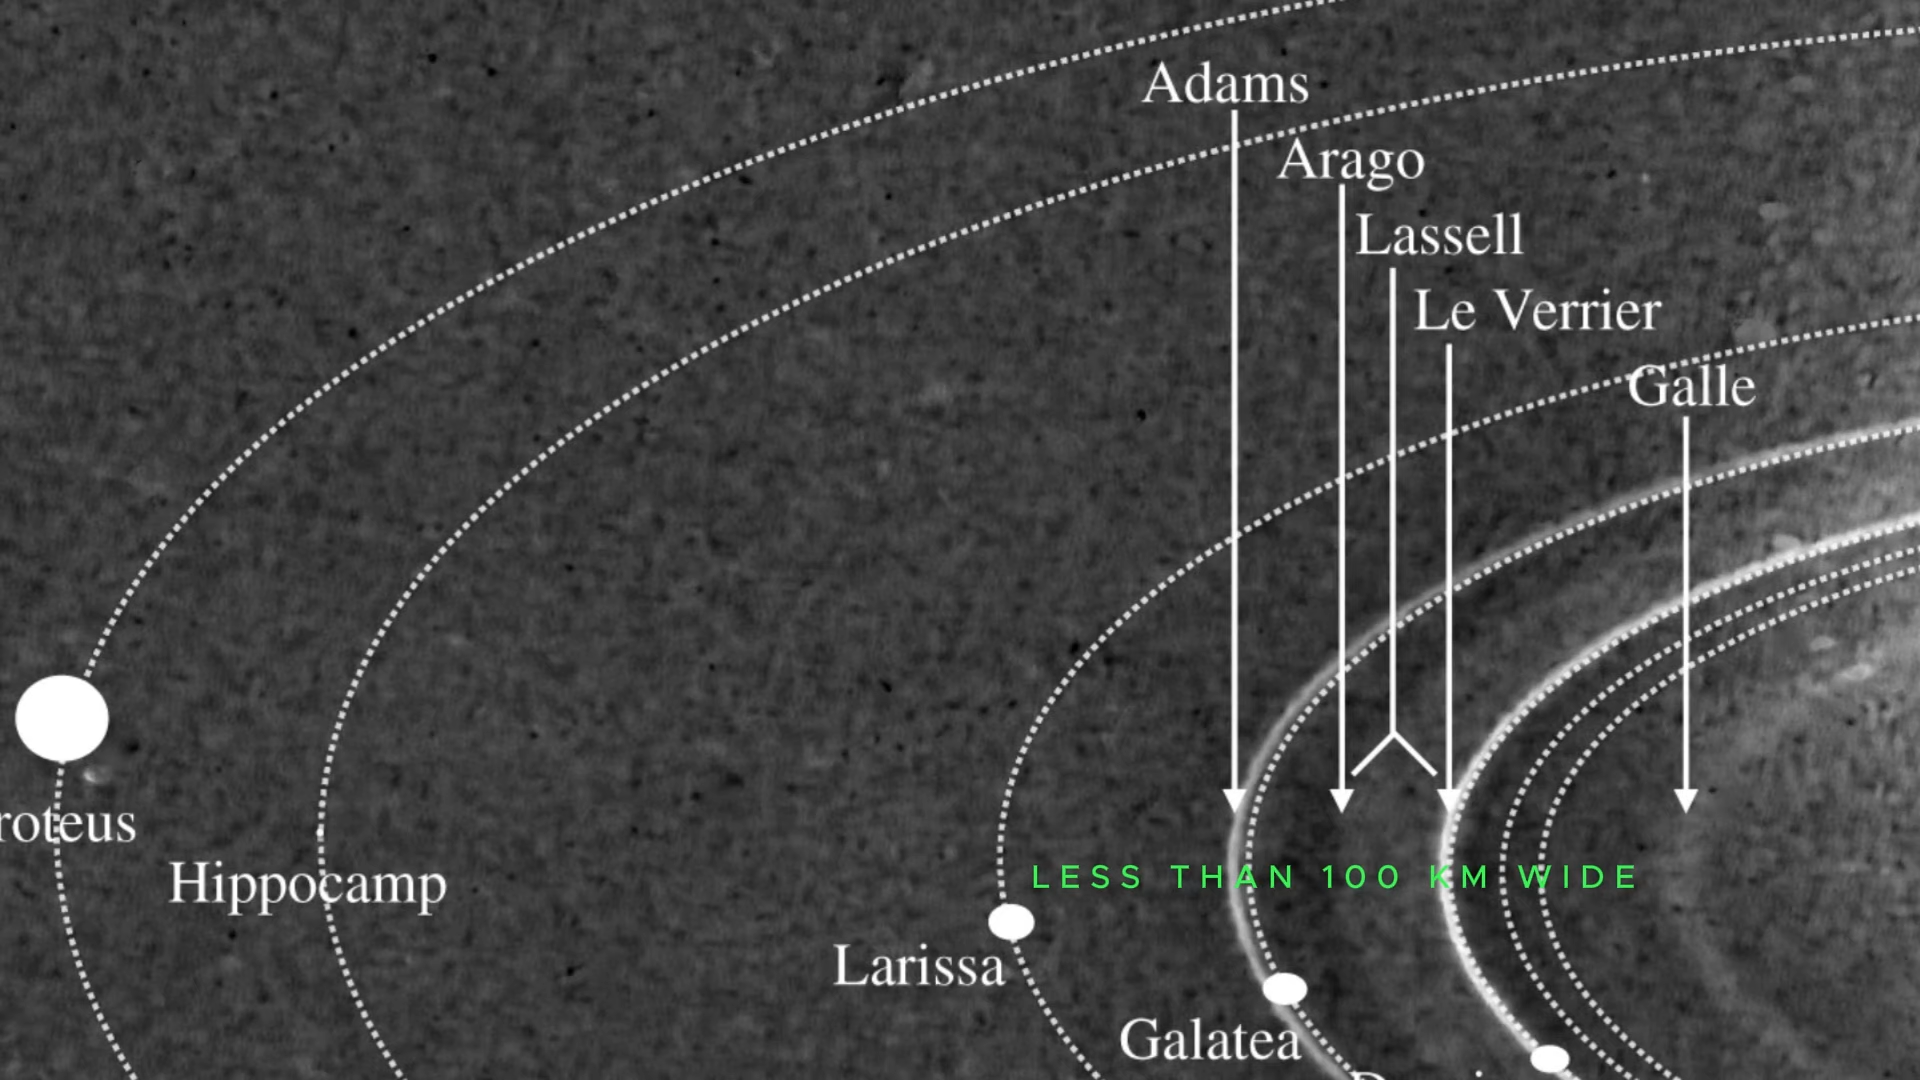 Adams
Arago
Lassell
Le Verrier
Galle
roteus
Hippocamp
LESS THAN 100 KM WIDE
Larissa
Galatea